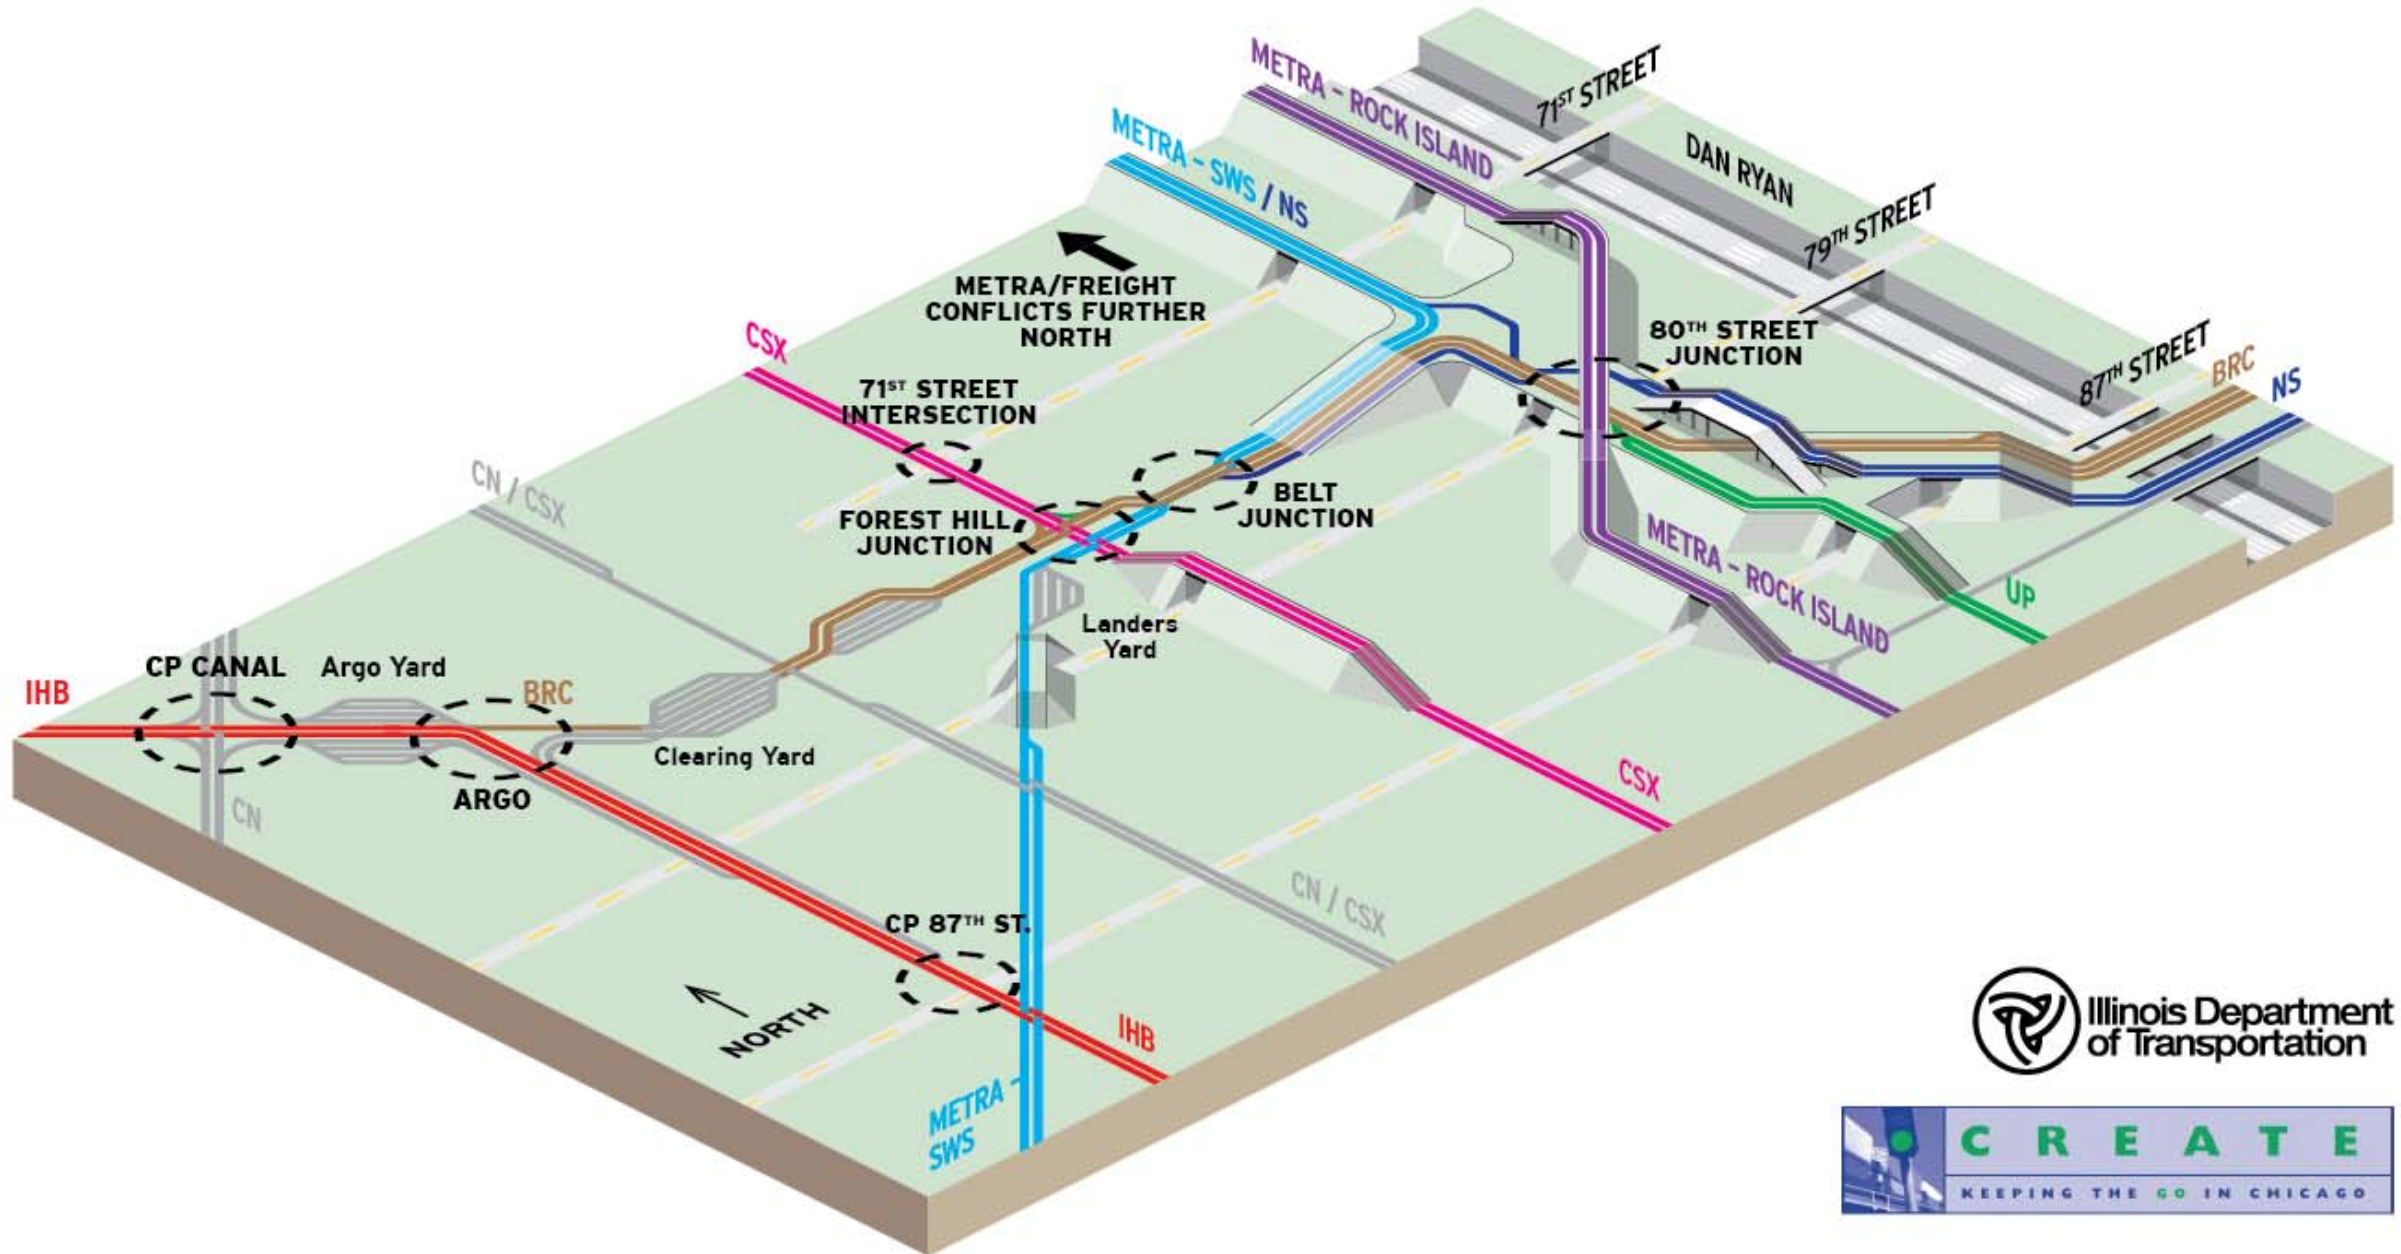 METRA - ROCK ISLAND
71ST STREET
METRA - SWS / NS
DAN RYAN
79TH STREET
METRA/FREIGHT
CONFLICTS FURTHER
NORTH
CSX
80TH STREET
JUNCTION
87TH STREET
BRC
NS
71ST STREET
INTERSECTION
CN / CSX
BELT
JUNCTION
FOREST HILL
JUNCTION
METRA - ROCK ISLAND
UP
Landers
Yard
CP CANAL
Argo Yard
IHB
BRC
Clearing Yard
CSX
ARGO
CN
CN / CSX
CP 87TH ST.
NORTH
IHB
METRA -
SWS
Illinois Department
of Transportation
CREATE
KEEPING THE GO IN CHICAGO